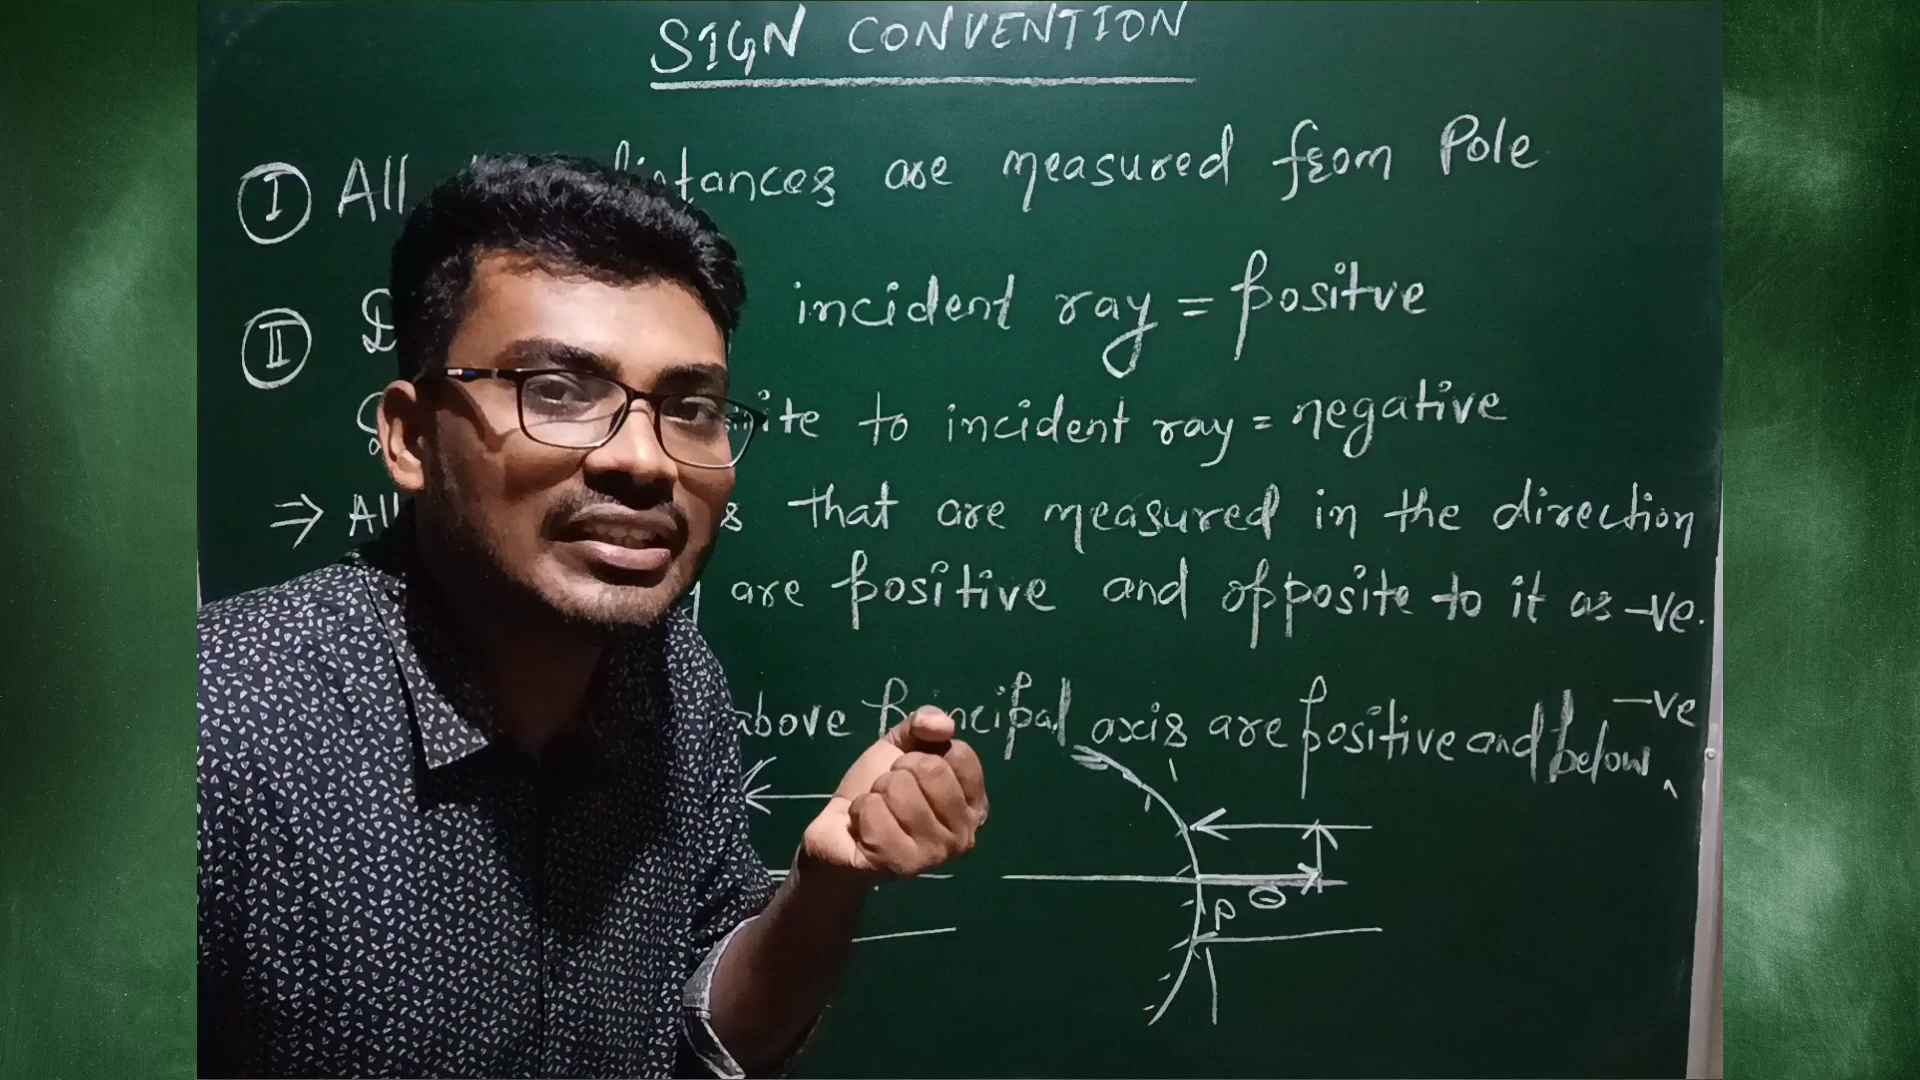 SIGN CONVENTION
I All distances are measured from Pole
II incident ray = positve
to incident ray = negative
⇒ All that are measured in the direction
are positive and opposite to it as -ve.
above Principal axis are positive and below -ve
P ⊖